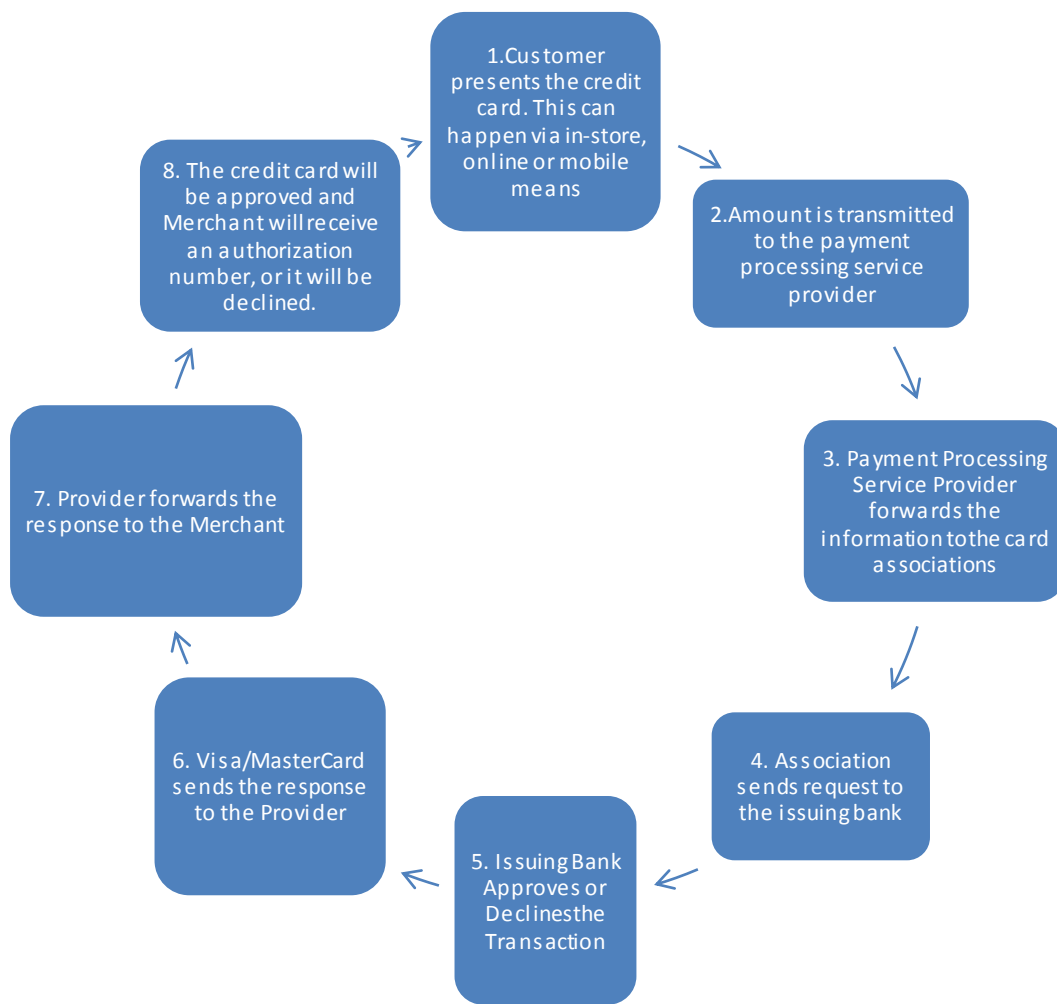 1.Customer
presents the credit
card. This can
happen via in-store,
online or mobile
means
2.Amount is transmitted
to the payment
processing service
provider
3. Payment Processing
Service Provider
forwards the
information tothe card
associations
4. Association
sends request to
the issuing bank
5. Issuing Bank
Approves or
Declinesthe
Transaction
6. Visa/MasterCard
sends the response
to the Provider
7. Provider forwards the
response to the Merchant
8. The credit card will
be approved and
Merchant will receive
an authorization
number, or it will be
declined.